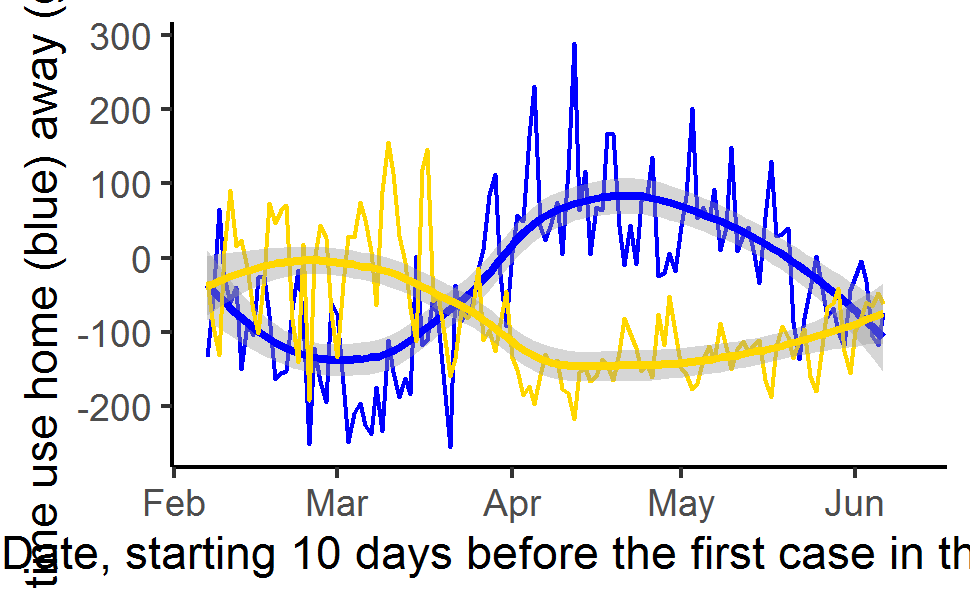 time use home (blue) away (
300
200
100
0
-100
-200
Feb Mar Apr May Jun
Date, starting 10 days before the first case in th